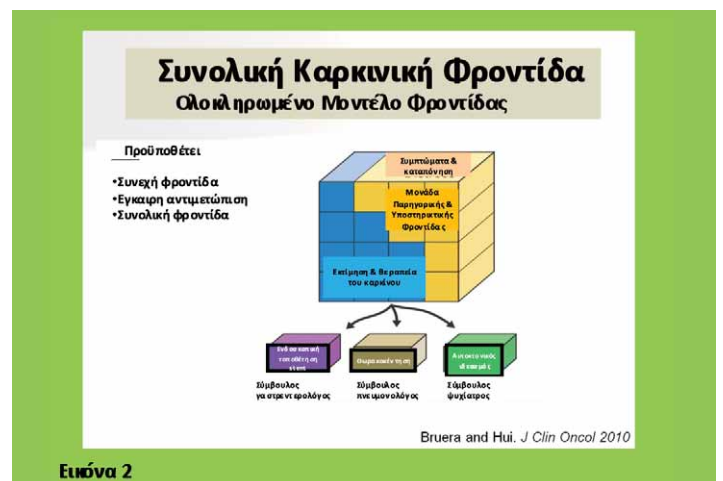 Συνολική Καρκινική Φροντίδα
Ολοκληρωμένο Μοντέλο Φροντίδας
Προϋποθέτει
•Συνεχή φροντίδα
•Εγκαιρη αντιμετώπιση
•Συνολική φροντίδα
Συμπτώματα &
καταπόνηση
Μονάδα
Παρηγορικής &
Υποστηρικτικής
Φροντίδας
Εκτίμηση & θεραπεία
του καρκίνου
Ενδοσκοπική
τοποθέτηση
stent
Θωρακοκέντηση
Αυτοκτονικός
ιδεασμός
Σύμβουλος
γαστρεντερολόγος
Σύμβουλος
πνευμονολόγος
Σύμβουλος
ψυχίατρος
Bruera and Hui. J Clin Oncol 2010
Εικόνα 2